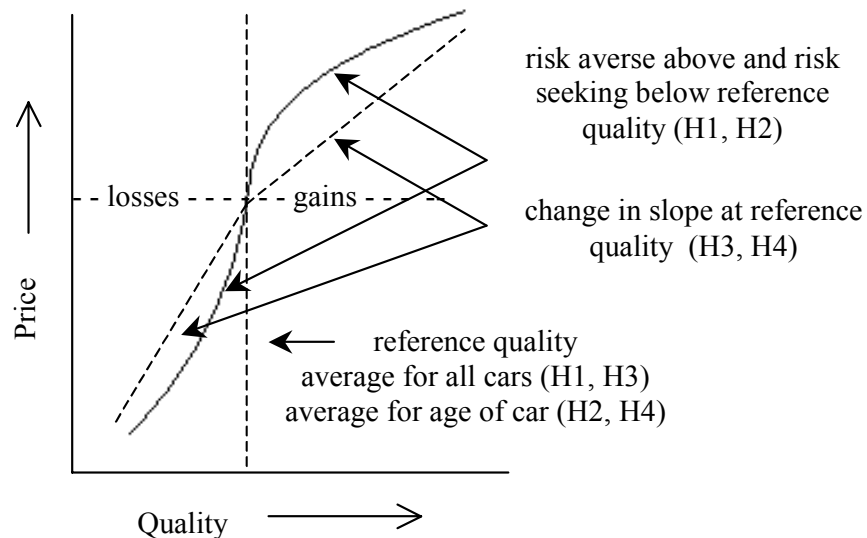 risk averse above and risk
seeking below reference
quality (H1, H2)
losses
gains
change in slope at reference
quality (H3, H4)
Price
reference quality
average for all cars (H1, H3)
average for age of car (H2, H4)
Quality